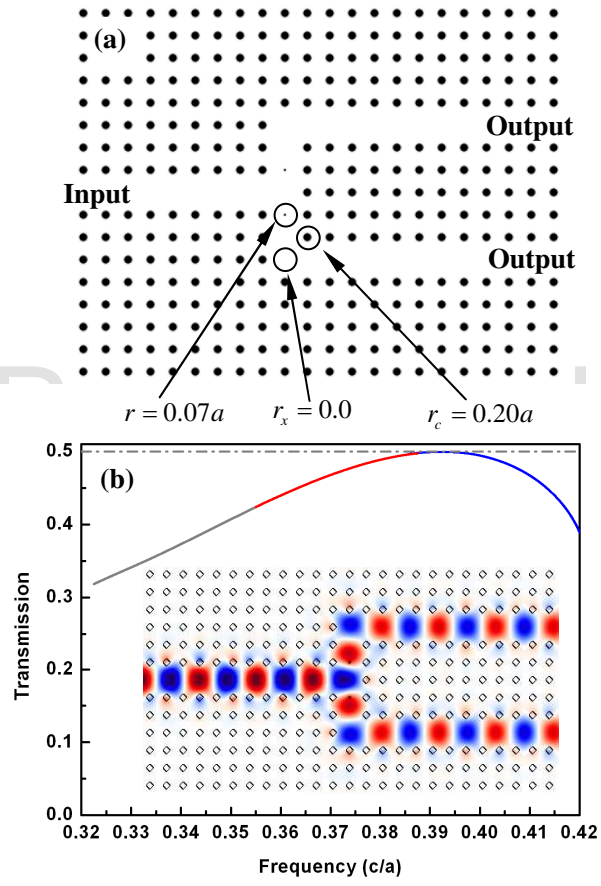 (a)
Output
Input
Output
r = 0.07a
rₓ = 0.0
r_c = 0.20a
(b)
0.5
0.4
0.3
0.2
0.1
0.0
Transmission
0.32 0.33 0.34 0.35 0.36 0.37 0.38 0.39 0.40 0.41 0.42
Frequency (c/a)